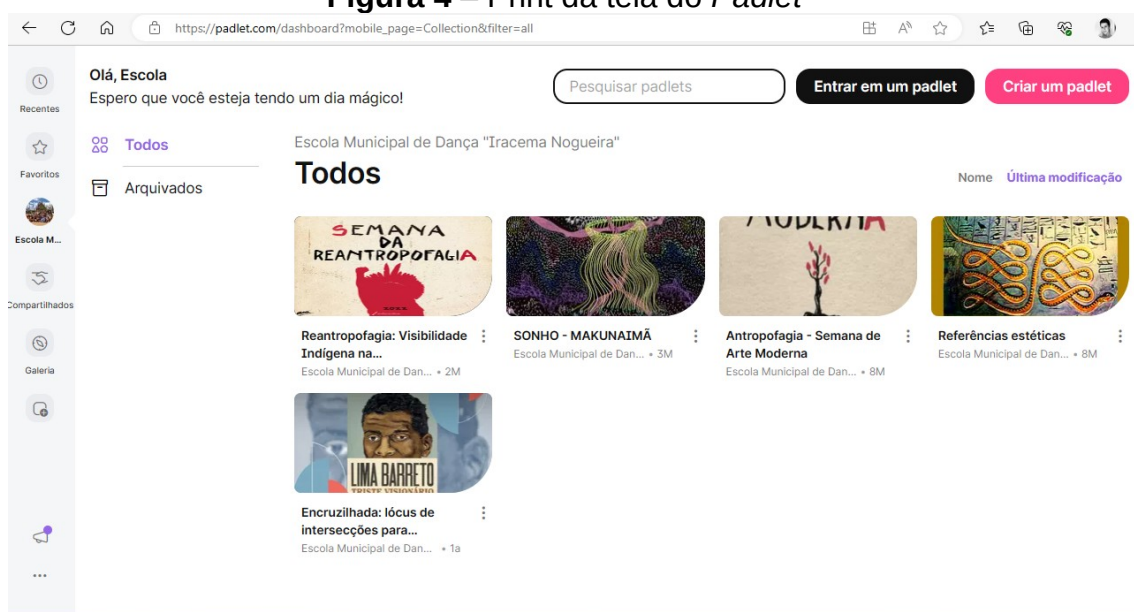 Figura 4 – Print da tela do Padlet
https://padlet.com/dashboard?mobile_page=Collection&filter=all
Olá, Escola
Espero que você esteja tendo um dia mágico!
Pesquisar padlets
Entrar em um padlet
Criar um padlet
Recentes
Favoritos
Escola M...
Compartilhados
Galeria
Todos
Arquivados
Escola Municipal de Dança "Iracema Nogueira"
Todos
Nome Última modificação
SEMANA
DA
REANTROPOFAGIA
Reantropofagia: Visibilidade
Indígena na...
Escola Municipal de Dan... • 2M
SONHO - MAKUNAIMÃ
Escola Municipal de Dan... • 3M
MODERNA
Antropofagia - Semana de
Arte Moderna
Escola Municipal de Dan... • 8M
Referências estéticas
Escola Municipal de Dan... • 8M
LIMA BARRETO
TRISTE VISIONÁRIO
Encruzilhada: lócus de
intersecções para...
Escola Municipal de Dan... • 1a